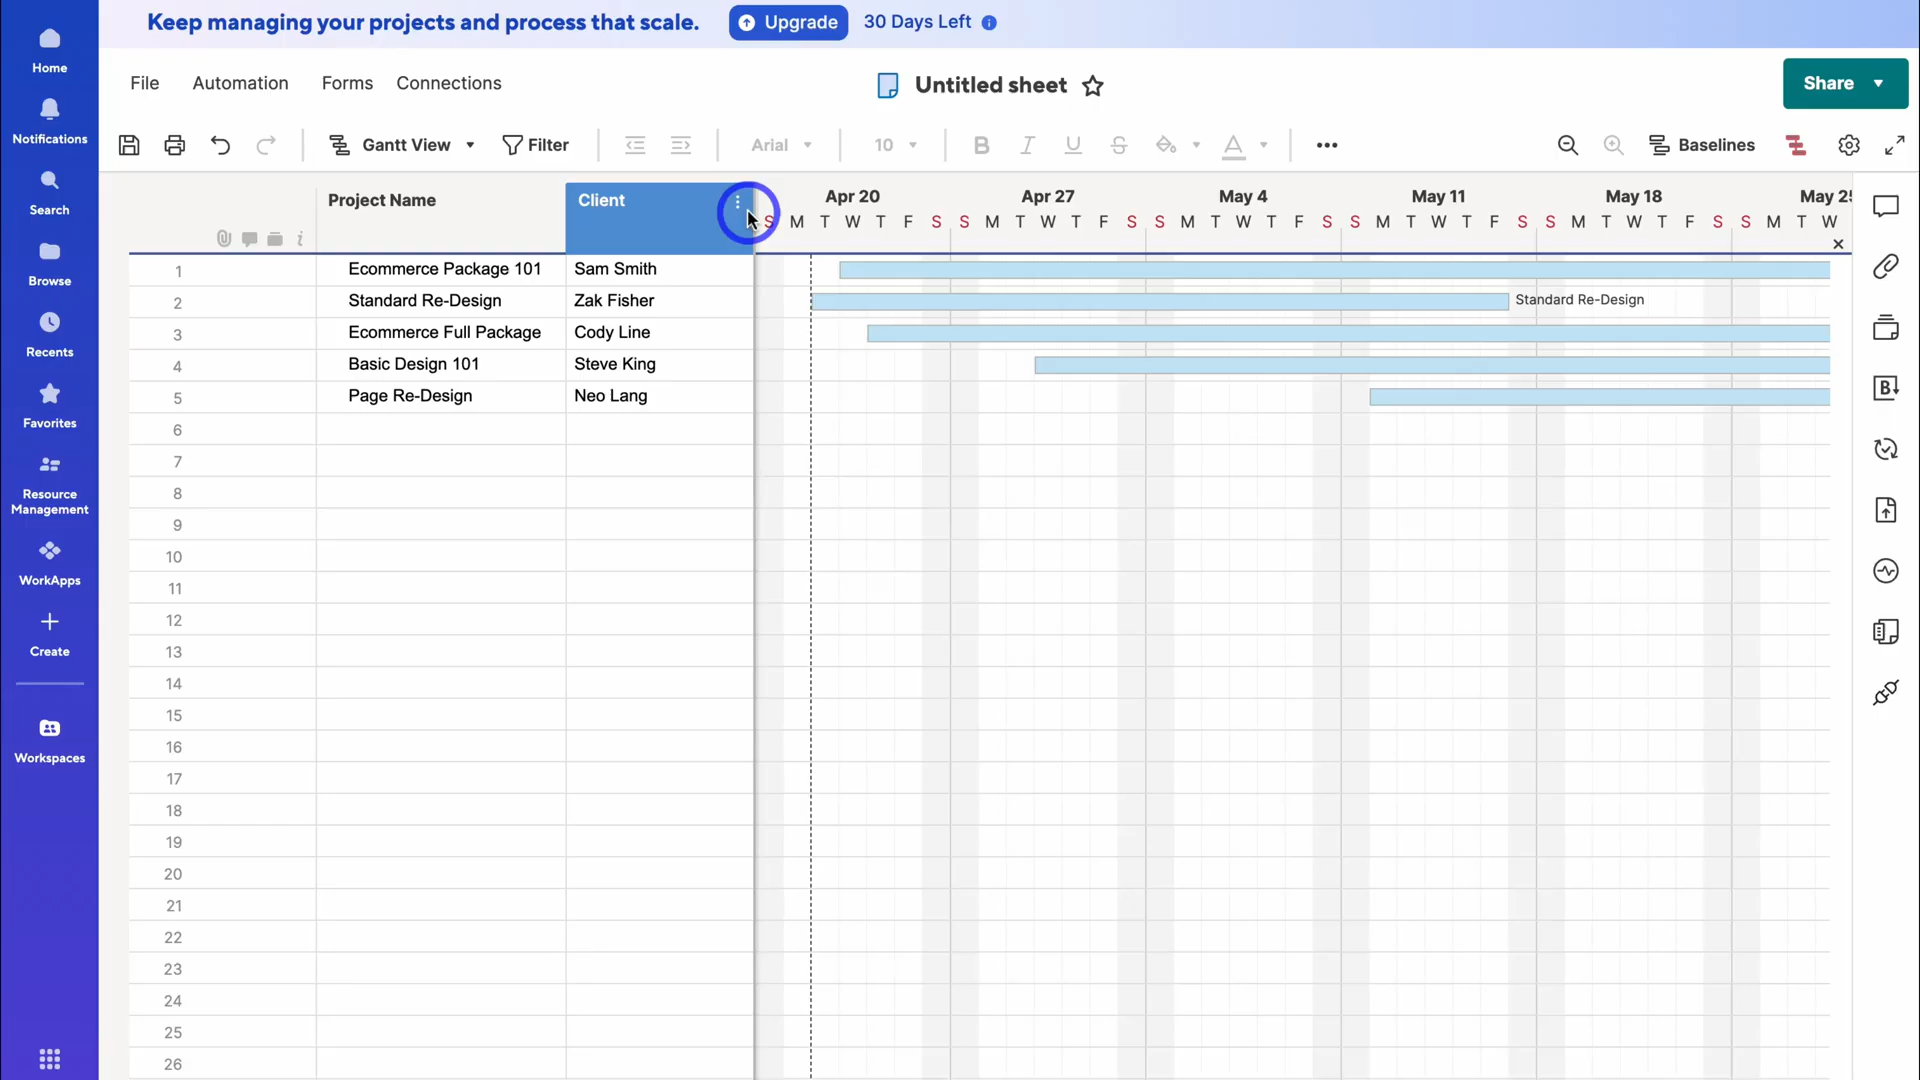 Keep managing your projects and process that scale. Upgrade 30 Days Left
Home
Notifications
Search
Browse
Recents
Favorites
Resource
Management
WorkApps
Create
Workspaces
File Automation Forms Connections
Untitled sheet
Share
Gantt View Filter Arial 10 B I U S A Baselines
Project Name Client
Apr 20 Apr 27 May 4 May 11 May 18 May 25
S M T W T F S S M T W T F S S M T W T F S S M T W T F S S M T W T F S S M T W
1 Ecommerce Package 101 Sam Smith
2 Standard Re-Design Zak Fisher Standard Re-Design
3 Ecommerce Full Package Cody Line
4 Basic Design 101 Steve King
5 Page Re-Design Neo Lang
6
7
8
9
10
11
12
13
14
15
16
17
18
19
20
21
22
23
24
25
26